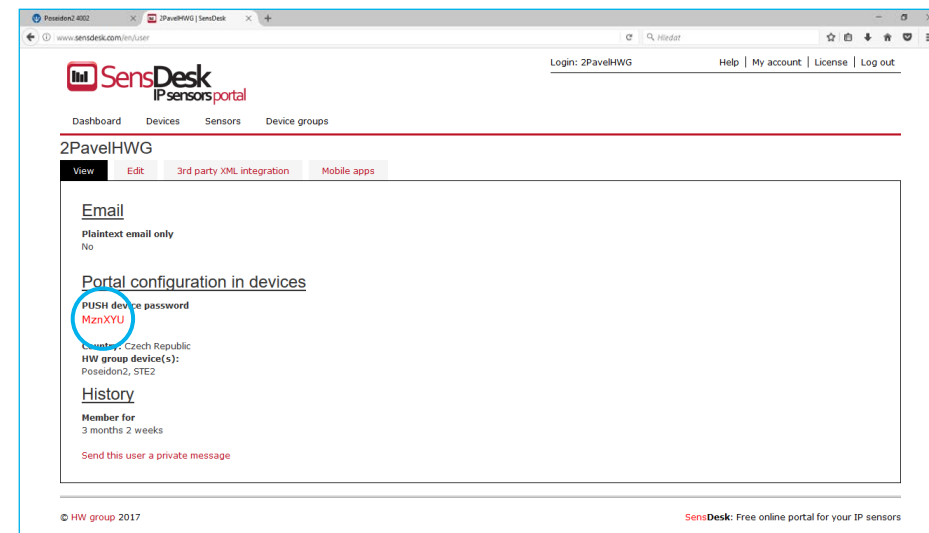 Poseidon2 4002
2PavelHWG | SensDesk
www.sensdesk.com/en/user
Hledat
SensDesk
IP sensors portal
Login: 2PavelHWG
Help | My account | License | Log out
Dashboard Devices Sensors Device groups
2PavelHWG
View Edit 3rd party XML integration Mobile apps
Email
Plaintext email only
No
Portal configuration in devices
PUSH device password
MznXYU
Country: Czech Republic
HW group device(s):
Poseidon2, STE2
History
Member for
3 months 2 weeks
Send this user a private message
© HW group 2017
SensDesk: Free online portal for your IP sensors